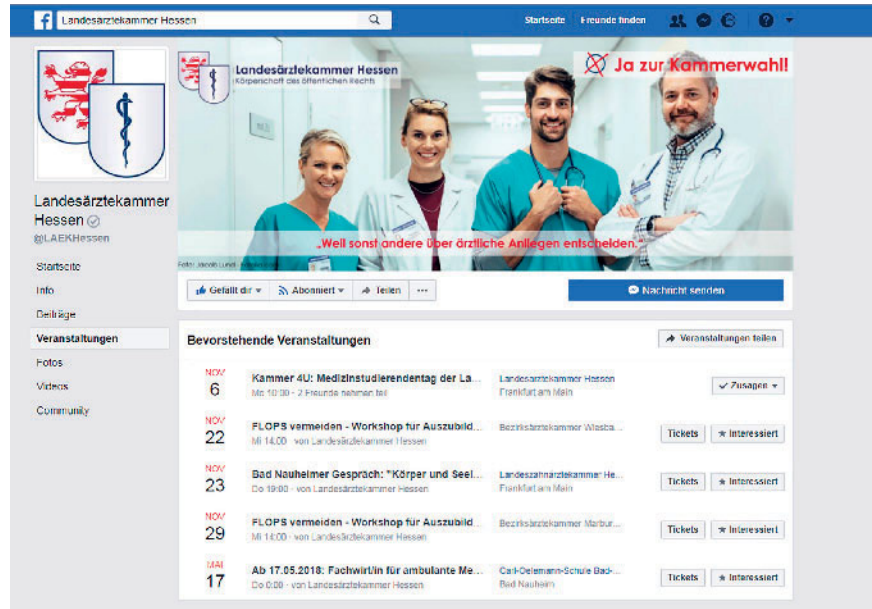 Landesärztekammer Hessen
Startseite Freunde finden
Landesärztekammer Hessen
Körperschaft des öffentlichen Rechts
Ja zur Kammerwahl!
„Weil sonst andere über ärztliche Anliegen entscheiden.“
Landesärztekammer
Hessen
@LAEKHessen
Startseite
Info
Beiträge
Veranstaltungen
Fotos
Videos
Community
Foto: Jacob Lund
Gefällt dir Abonniert Teilen ...
Nachricht senden
Bevorstehende Veranstaltungen
Veranstaltungen teilen
NOV
6
Kammer 4U: Medizinstudierendentag der La...
Mo 10:00 - 2 Freunde nehmen teil
Landesärztekammer Hessen
Frankfurt am Main
Zusagen
NOV
22
FLOPS vermeiden - Workshop für Auszubild...
Mi 14:00 - von Landesärztekammer Hessen
Bezirksärztekammer Wiesba...
Tickets Interessiert
NOV
23
Bad Nauheimer Gespräch: "Körper und Seel...
Do 19:00 - von Landesärztekammer Hessen
Landeszahnärztekammer He...
Frankfurt am Main
Tickets Interessiert
NOV
29
FLOPS vermeiden - Workshop für Auszubild...
Mi 14:00 - von Landesärztekammer Hessen
Bezirksärztekammer Marbur...
Tickets Interessiert
MAI
17
Ab 17.05.2018: Fachwirt/in für ambulante Me...
Do 0:00 - von Landesärztekammer Hessen
Carl-Oelemann-Schule Bad-...
Bad Nauheim
Tickets Interessiert